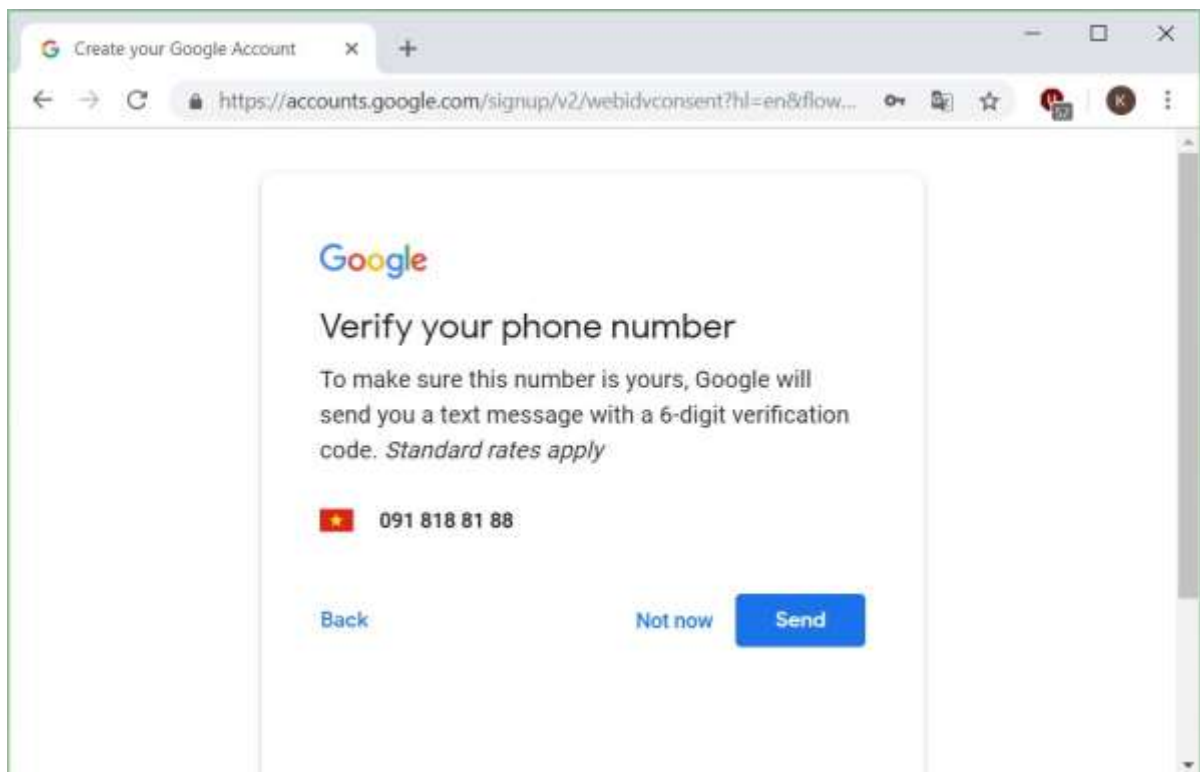 Create your Google Account
https://accounts.google.com/signup/v2/webidvconsent?hl=en&flow...
K
Google
Verify your phone number
To make sure this number is yours, Google will
send you a text message with a 6-digit verification
code. Standard rates apply
091 818 81 88
Back Not now Send